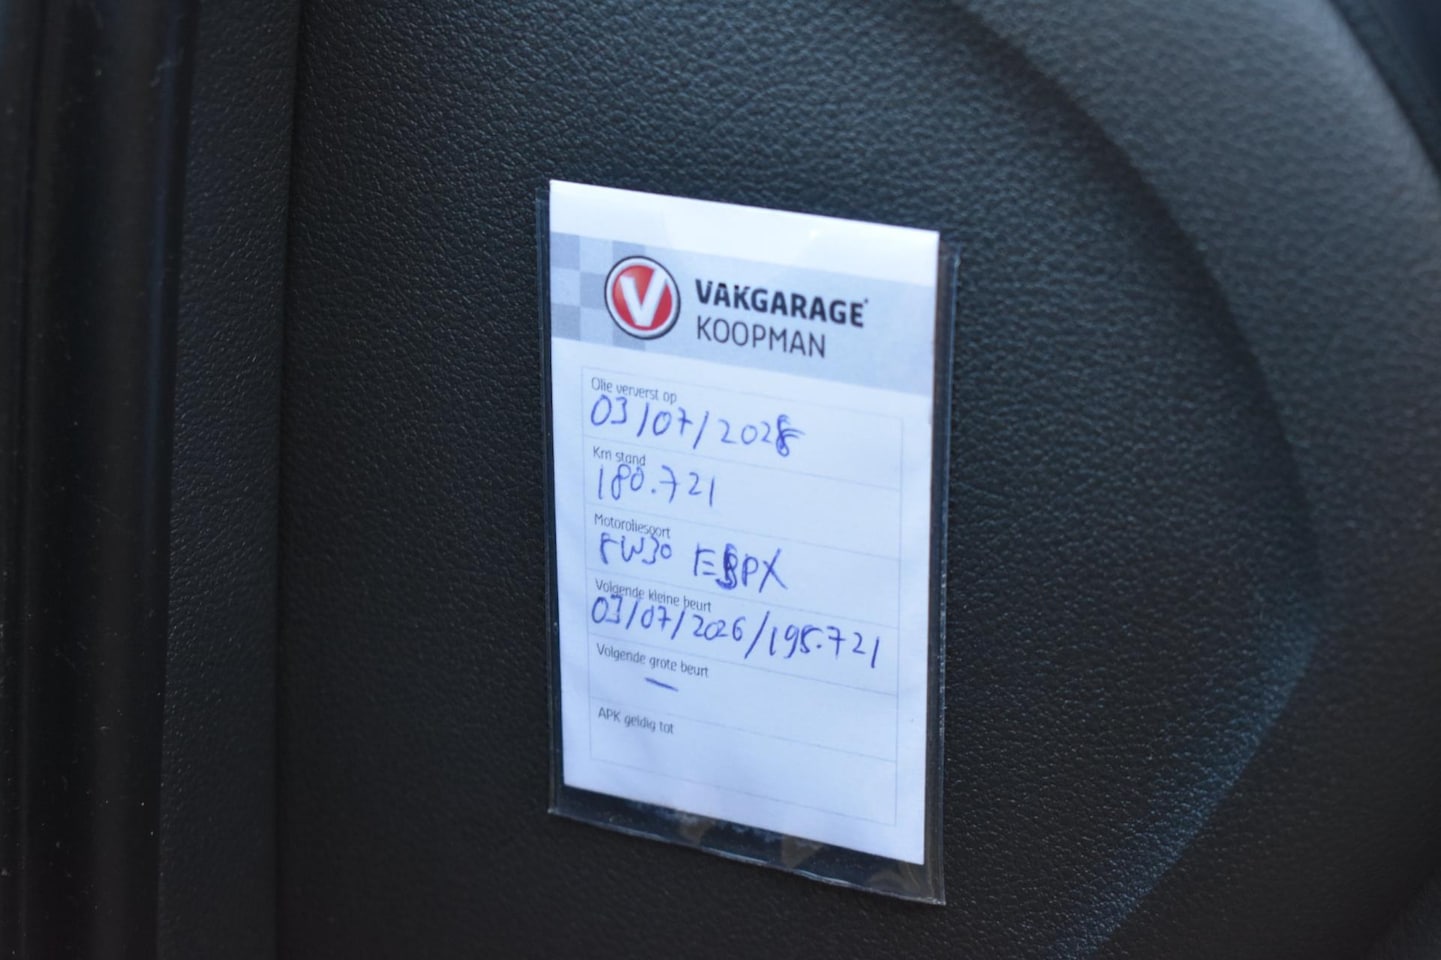 V
VAKGARAGE
KOOPMAN
Olie ververst op
03/07/2025
Km stand
180.721
Motoroliesoort
5W30
Volgende kleine beurt
03/07/2026/195.721
Volgende grote beurt
—
APK geldig tot